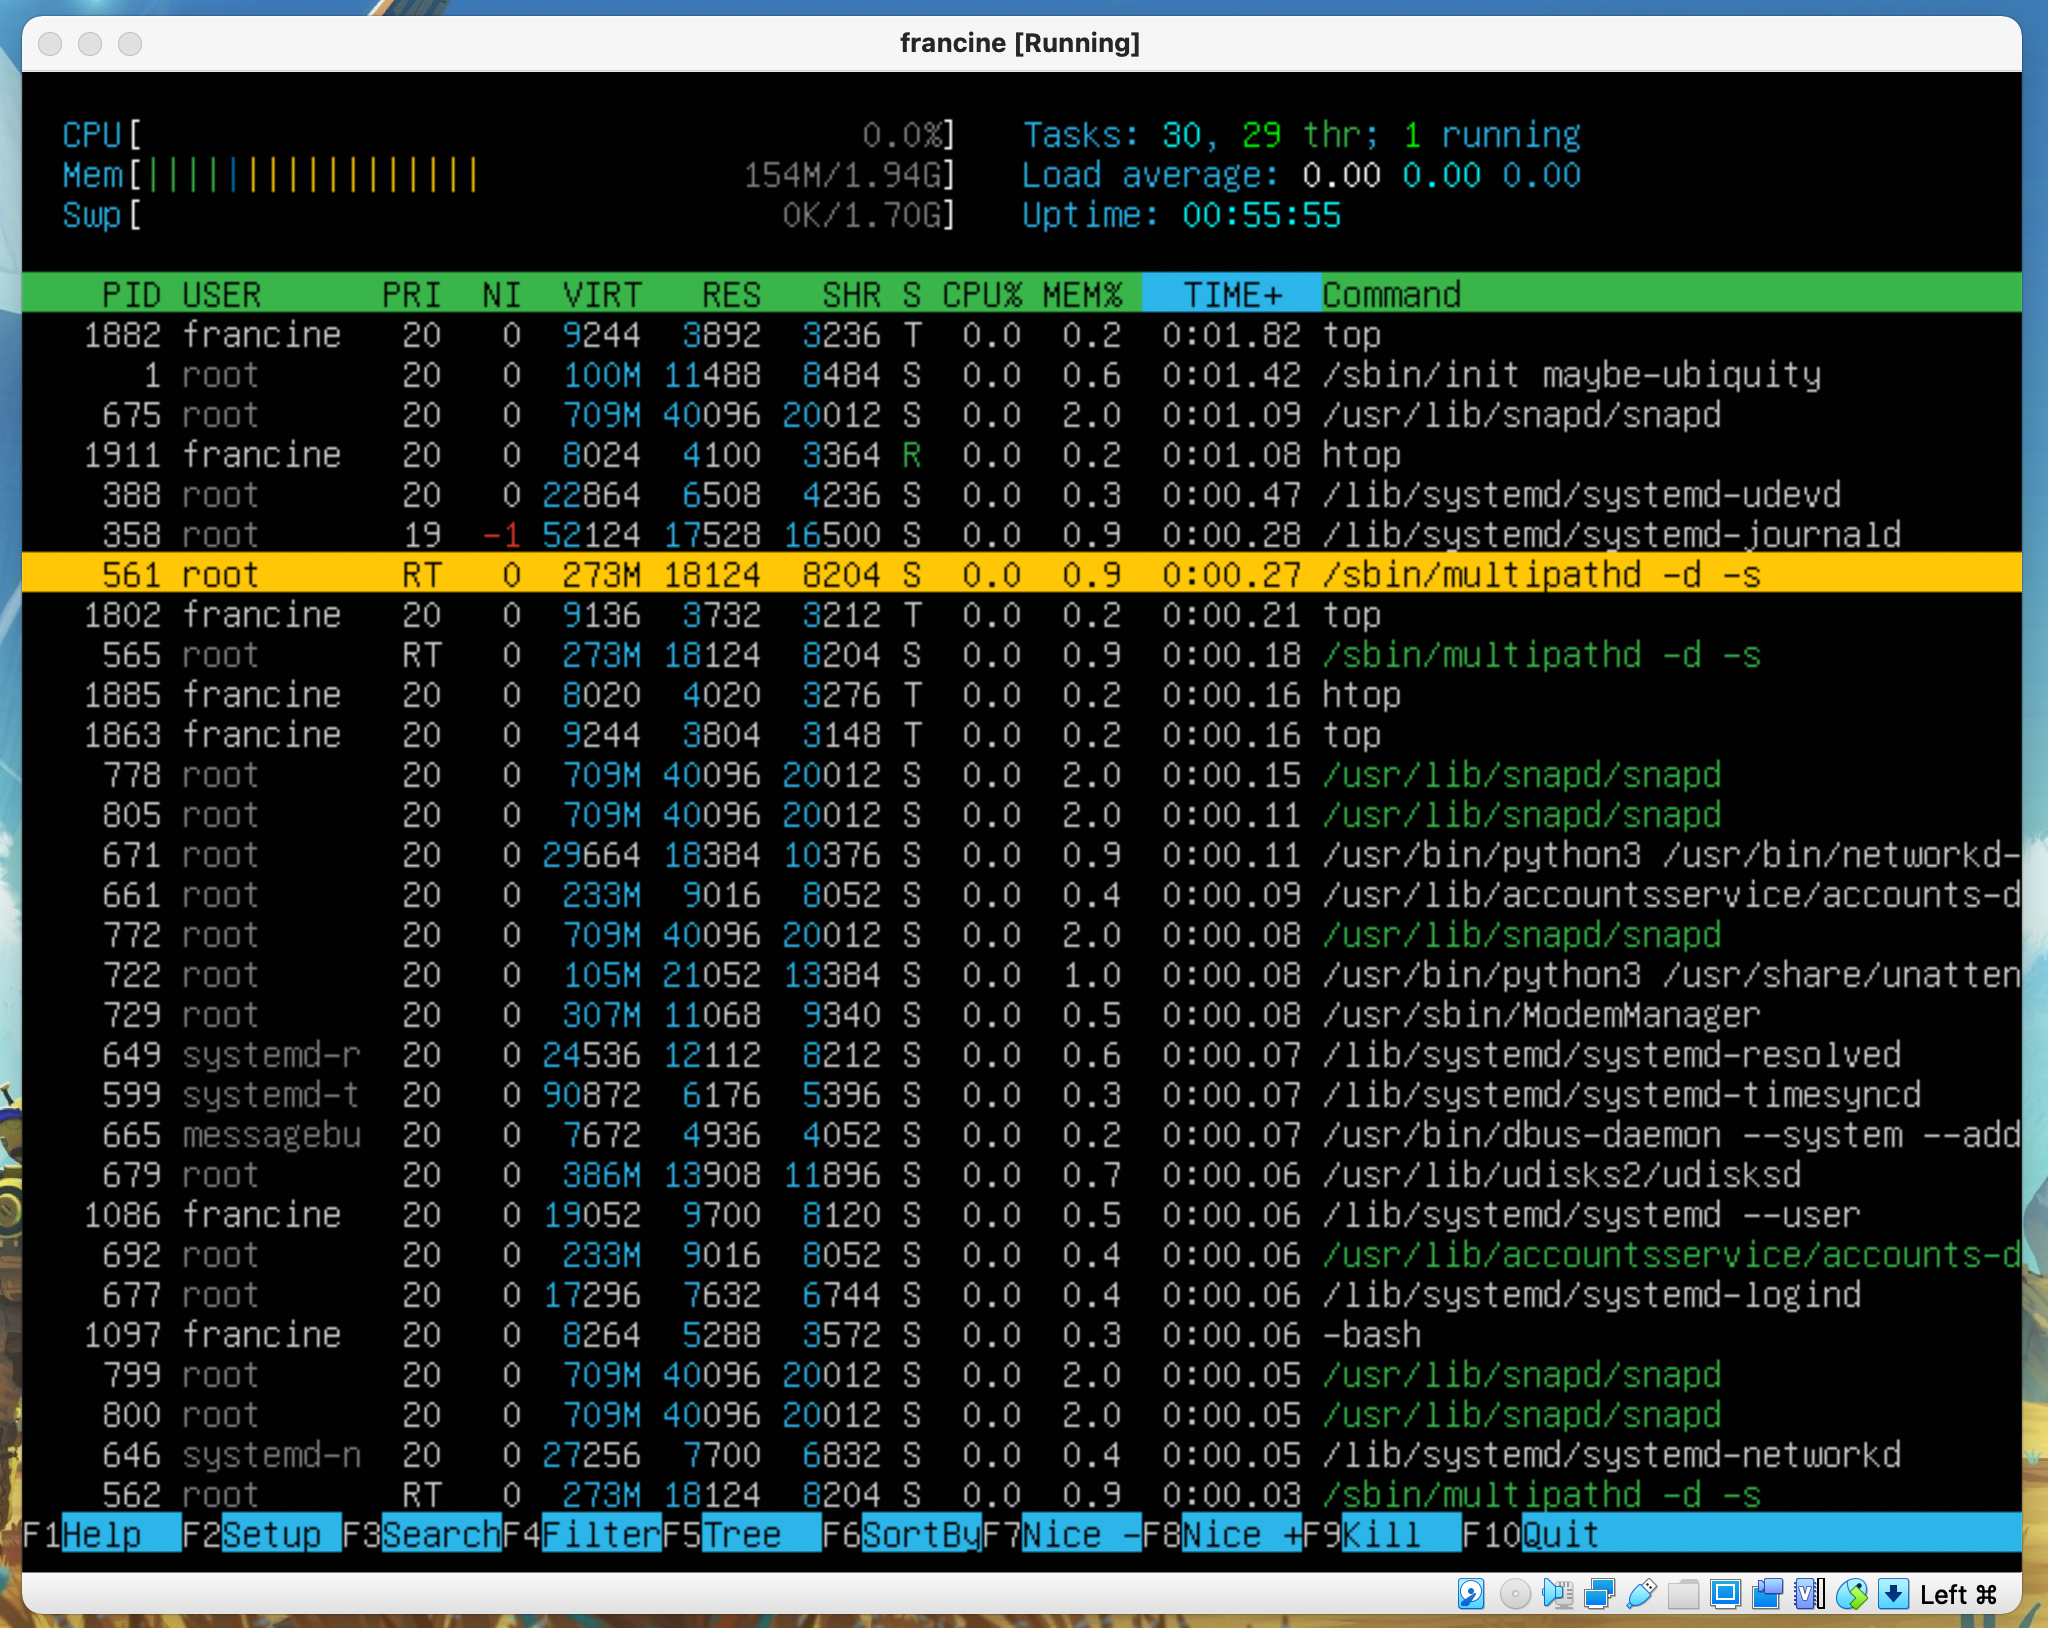 francine [Running]
CPU[ 0.0%] Tasks: 30, 29 thr; 1 running
Mem[|||||||||||||||||     154M/1.94G] Load average: 0.00 0.00 0.00
Swp[ 0K/1.70G] Uptime: 00:55:55
PID USER PRI NI VIRT RES SHR S CPU% MEM% TIME+ Command
1882 francine 20 0 9244 3892 3236 T 0.0 0.2 0:01.82 top
1 root 20 0 100M 11488 8484 S 0.0 0.6 0:01.42 /sbin/init maybe-ubiquity
675 root 20 0 709M 40096 20012 S 0.0 2.0 0:01.09 /usr/lib/snapd/snapd
1911 francine 20 0 8024 4100 3364 R 0.0 0.2 0:01.08 htop
388 root 20 0 22864 6508 4236 S 0.0 0.3 0:00.47 /lib/systemd/systemd-udevd
358 root 19 -1 52124 17528 16500 S 0.0 0.9 0:00.28 /lib/systemd/systemd-journald
561 root RT 0 273M 18124 8204 S 0.0 0.9 0:00.27 /sbin/multipathd -d -s
1802 francine 20 0 9136 3732 3212 T 0.0 0.2 0:00.21 top
565 root RT 0 273M 18124 8204 S 0.0 0.9 0:00.18 /sbin/multipathd -d -s
1885 francine 20 0 8020 4020 3276 T 0.0 0.2 0:00.16 htop
1863 francine 20 0 9244 3804 3148 T 0.0 0.2 0:00.16 top
778 root 20 0 709M 40096 20012 S 0.0 2.0 0:00.15 /usr/lib/snapd/snapd
805 root 20 0 709M 40096 20012 S 0.0 2.0 0:00.11 /usr/lib/snapd/snapd
671 root 20 0 29664 18384 10376 S 0.0 0.9 0:00.11 /usr/bin/python3 /usr/bin/networkd-
661 root 20 0 233M 9016 8052 S 0.0 0.4 0:00.09 /usr/lib/accountsservice/accounts-d
772 root 20 0 709M 40096 20012 S 0.0 2.0 0:00.08 /usr/lib/snapd/snapd
722 root 20 0 105M 21052 13384 S 0.0 1.0 0:00.08 /usr/bin/python3 /usr/share/unatten
729 root 20 0 307M 11068 9340 S 0.0 0.5 0:00.08 /usr/sbin/ModemManager
649 systemd-r 20 0 24536 12112 8212 S 0.0 0.6 0:00.07 /lib/systemd/systemd-resolved
599 systemd-t 20 0 90872 6176 5396 S 0.0 0.3 0:00.07 /lib/systemd/systemd-timesyncd
665 messagebu 20 0 7672 4936 4052 S 0.0 0.2 0:00.07 /usr/bin/dbus-daemon --system --add
679 root 20 0 386M 13908 11896 S 0.0 0.7 0:00.06 /usr/lib/udisks2/udisksd
1086 francine 20 0 19052 9700 8120 S 0.0 0.5 0:00.06 /lib/systemd/systemd --user
692 root 20 0 233M 9016 8052 S 0.0 0.4 0:00.06 /usr/lib/accountsservice/accounts-d
677 root 20 0 17296 7632 6744 S 0.0 0.4 0:00.06 /lib/systemd/systemd-logind
1097 francine 20 0 8264 5288 3572 S 0.0 0.3 0:00.06 -bash
799 root 20 0 709M 40096 20012 S 0.0 2.0 0:00.05 /usr/lib/snapd/snapd
800 root 20 0 709M 40096 20012 S 0.0 2.0 0:00.05 /usr/lib/snapd/snapd
646 systemd-n 20 0 27256 7700 6832 S 0.0 0.4 0:00.05 /lib/systemd/systemd-networkd
562 root RT 0 273M 18124 8204 S 0.0 0.9 0:00.03 /sbin/multipathd -d -s
F1Help F2Setup F3SearchF4FilterF5Tree F6SortByF7Nice -F8Nice +F9Kill F10Quit
Left ⌘